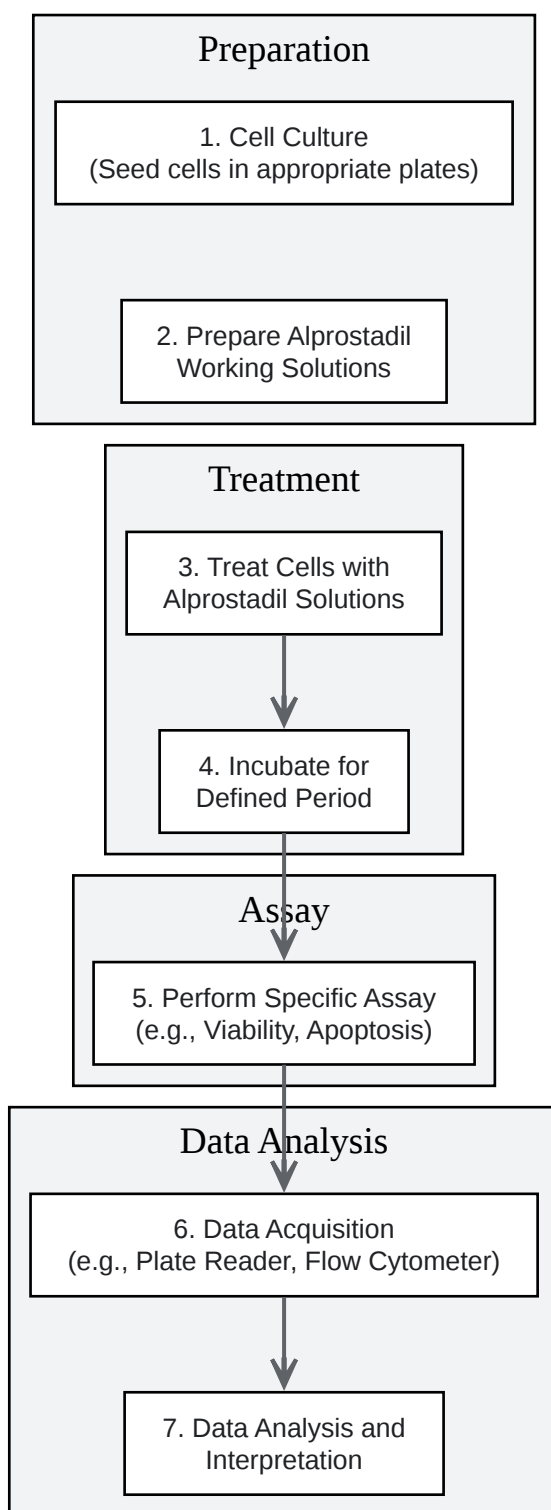 Preparation
1. Cell Culture
(Seed cells in appropriate plates)
2. Prepare Alprostadil
Working Solutions
Treatment
3. Treat Cells with
Alprostadil Solutions
4. Incubate for
Defined Period
Assay
5. Perform Specific Assay
(e.g., Viability, Apoptosis)
Data Analysis
6. Data Acquisition
(e.g., Plate Reader, Flow Cytometer)
7. Data Analysis and
Interpretation